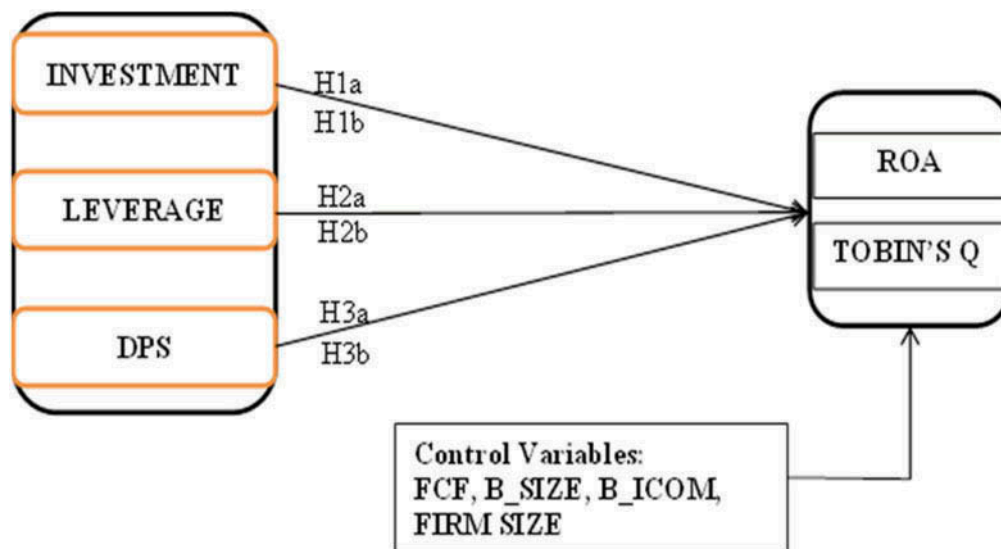 INVESTMENT
H1a
H1b
ROA
LEVERAGE
H2a
H2b
TOBIN'S Q
DPS
H3a
H3b
Control Variables:
FCF, B_SIZE, B_ICOM,
FIRM SIZE